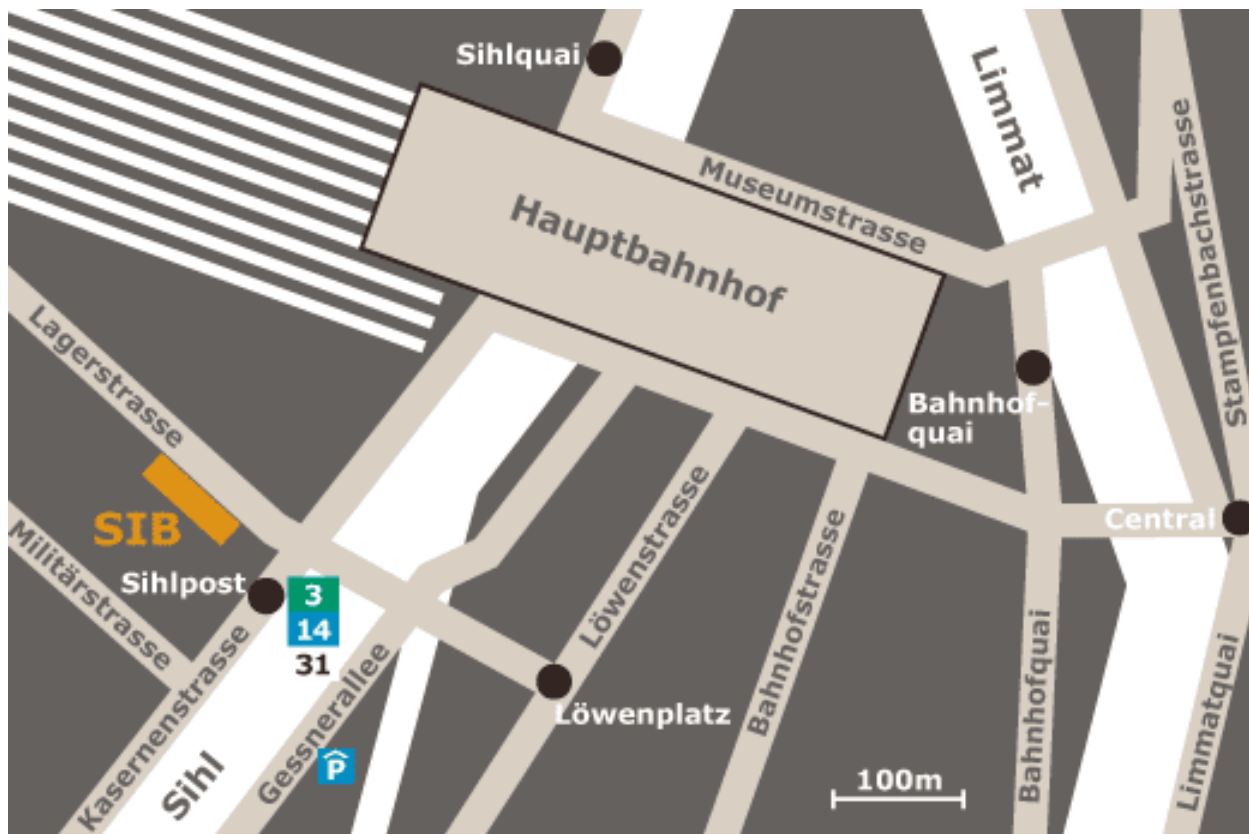 Sihlquai
Limmat
Museumstrasse
Stampfenbachstrasse
Hauptbahnhof
Lagerstrasse
Bahnhof-
quai
SIB
Central
Militärstrasse
Sihlpost
3
14
31
Löwenstrasse
Bahnhofstrasse
Kasernenstrasse
Gessnerallee
Löwenplatz
Bahnhofquai
Limmatquai
Sihl
P
100m